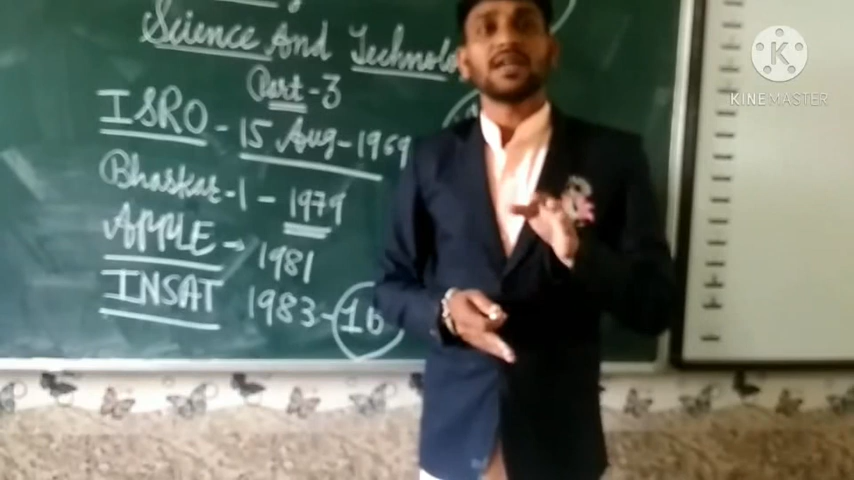 Science And Technolo
Part-3
ISRO - 15 Aug-1969
Bhaskar-1 - 1979
APPLE - 1981
INSAT 1983-16
K
KINEMASTER